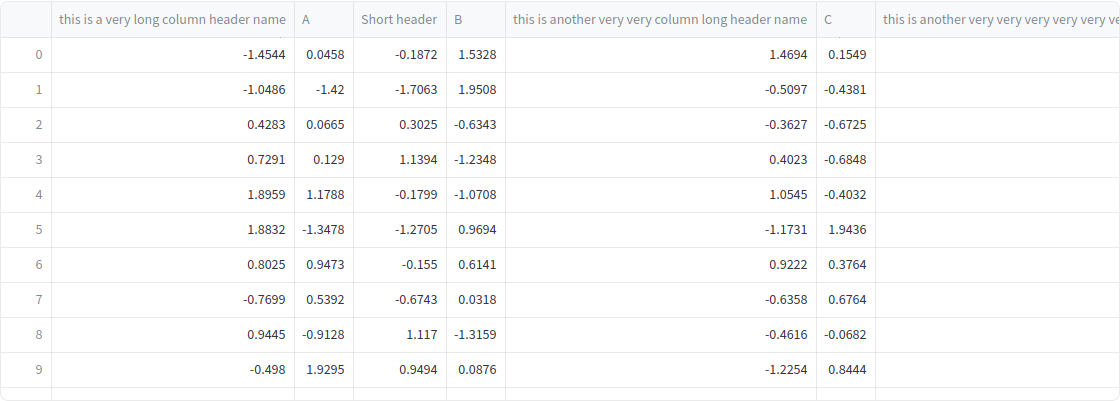 this is a very long column header name A Short header B this is another very very column long header name C this is another very very very very very ve
0 -1.4544 0.0458 -0.1872 1.5328 1.4694 0.1549
1 -1.0486 -1.42 -1.7063 1.9508 -0.5097 -0.4381
2 0.4283 0.0665 0.3025 -0.6343 -0.3627 -0.6725
3 0.7291 0.129 1.1394 -1.2348 0.4023 -0.6848
4 1.8959 1.1788 -0.1799 -1.0708 1.0545 -0.4032
5 1.8832 -1.3478 -1.2705 0.9694 -1.1731 1.9436
6 0.8025 0.9473 -0.155 0.6141 0.9222 0.3764
7 -0.7699 0.5392 -0.6743 0.0318 -0.6358 0.6764
8 0.9445 -0.9128 1.117 -1.3159 -0.4616 -0.0682
9 -0.498 1.9295 0.9494 0.0876 -1.2254 0.8444